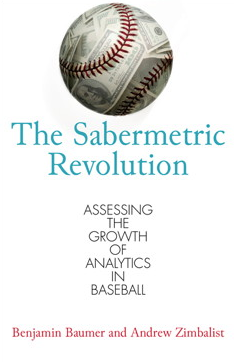 The Sabermetric
Revolution
ASSESSING
THE
GROWTH
OF
ANALYTICS
IN
BASEBALL
Benjamin Baumer and Andrew Zimbalist